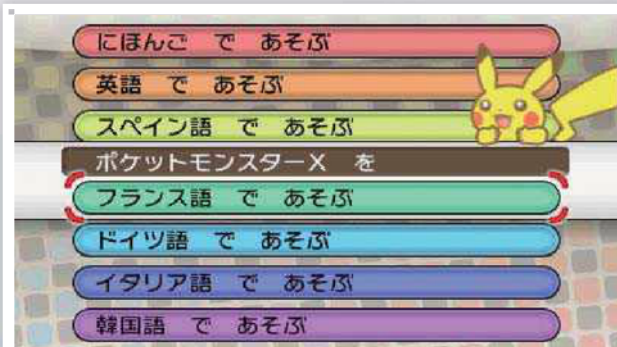 にほんご で あそぶ
英語 で あそぶ
スペイン語 で あそぶ
ポケットモンスターX を
フランス語 で あそぶ
ドイツ語 で あそぶ
イタリア語 で あそぶ
韓国語 で あそぶ